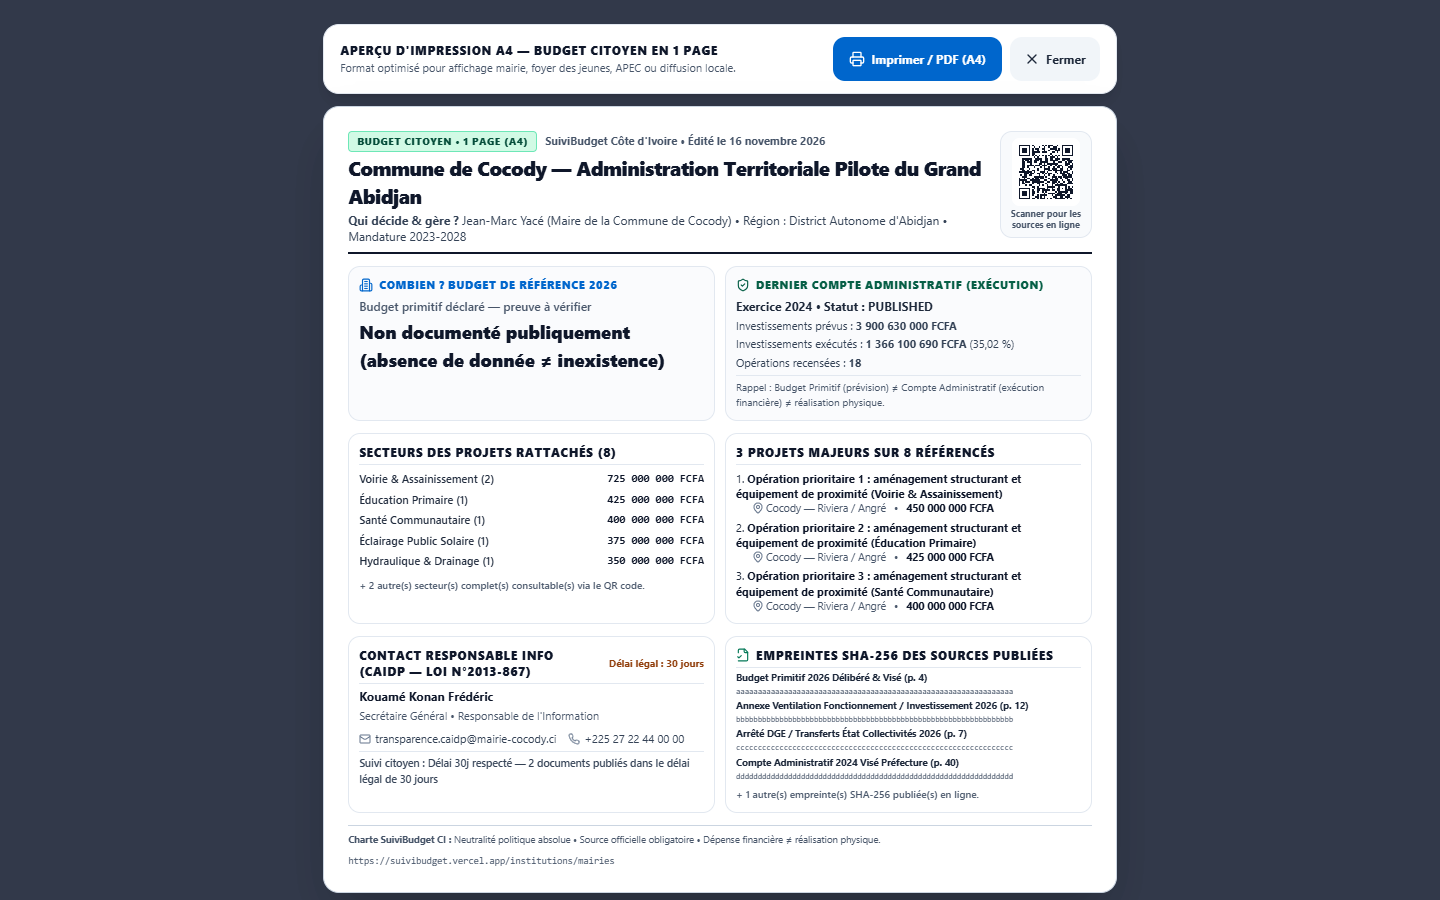 APERÇU D'IMPRESSION A4 — BUDGET CITOYEN EN 1 PAGE
Format optimisé pour affichage mairie, foyer des jeunes, APEC ou diffusion locale.
Imprimer / PDF (A4)
Fermer
BUDGET CITOYEN • 1 PAGE (A4)
SuiviBudget Côte d'Ivoire • Édité le 16 novembre 2026
Commune de Cocody — Administration Territoriale Pilote du Grand
Abidjan
Qui décide & gère ? Jean-Marc Yacé (Maire de la Commune de Cocody) • Région : District Autonome d'Abidjan •
Mandature 2023-2028
Scanner pour les
sources en ligne
COMBIEN ? BUDGET DE RÉFÉRENCE 2026
Budget primitif déclaré — preuve à vérifier
Non documenté publiquement
(absence de donnée ≠ inexistence)
DERNIER COMPTE ADMINISTRATIF (EXÉCUTION)
Exercice 2024 • Statut : PUBLISHED
Investissements prévus : 3 900 630 000 FCFA
Investissements exécutés : 1 366 100 690 FCFA (35,02 %)
Opérations recensées : 18
Rappel : Budget Primitif (prévision) ≠ Compte Administratif (exécution
financière) ≠ réalisation physique.
SECTEURS DES PROJETS RATTACHÉS (8)
Voirie & Assainissement (2) 725 000 000 FCFA
Éducation Primaire (1) 425 000 000 FCFA
Santé Communautaire (1) 400 000 000 FCFA
Éclairage Public Solaire (1) 375 000 000 FCFA
Hydraulique & Drainage (1) 350 000 000 FCFA
+ 2 autre(s) secteur(s) complet(s) consultable(s) via le QR code.
3 PROJETS MAJEURS SUR 8 RÉFÉRENCÉS
1. Opération prioritaire 1 : aménagement structurant et
équipement de proximité (Voirie & Assainissement)
Cocody — Riviera / Angré • 450 000 000 FCFA
2. Opération prioritaire 2 : aménagement structurant et
équipement de proximité (Éducation Primaire)
Cocody — Riviera / Angré • 425 000 000 FCFA
3. Opération prioritaire 3 : aménagement structurant et
équipement de proximité (Santé Communautaire)
Cocody — Riviera / Angré • 400 000 000 FCFA
CONTACT RESPONSABLE INFO
(CAIDP — LOI N°2013-867)
Délai légal : 30 jours
Kouamé Konan Frédéric
Secrétaire Général • Responsable de l'Information
transparence.caidp@mairie-cocody.ci
+225 27 22 44 00 00
Suivi citoyen : Délai 30j respecté — 2 documents publiés dans le délai
légal de 30 jours
EMPREINTES SHA-256 DES SOURCES PUBLIÉES
Budget Primitif 2026 Délibéré & Visé (p. 4)
aaaaaaaaaaaaaaaaaaaaaaaaaaaaaaaaaaaaaaaaaaaaaaaaaaaaaaaaaaaaaaaa
Annexe Ventilation Fonctionnement / Investissement 2026 (p. 12)
bbbbbbbbbbbbbbbbbbbbbbbbbbbbbbbbbbbbbbbbbbbbbbbbbbbbbbbbbbbbbbbb
Arrêté DGE / Transferts État Collectivités 2026 (p. 7)
cccccccccccccccccccccccccccccccccccccccccccccccccccccccccccccccc
Compte Administratif 2024 Visé Préfecture (p. 40)
dddddddddddddddddddddddddddddddddddddddddddddddddddddddddddddddd
+ 1 autre(s) empreinte(s) SHA-256 publiée(s) en ligne.
Charte SuiviBudget CI : Neutralité politique absolue • Source officielle obligatoire • Dépense financière ≠ réalisation physique.
https://suivibudget.vercel.app/institutions/mairies